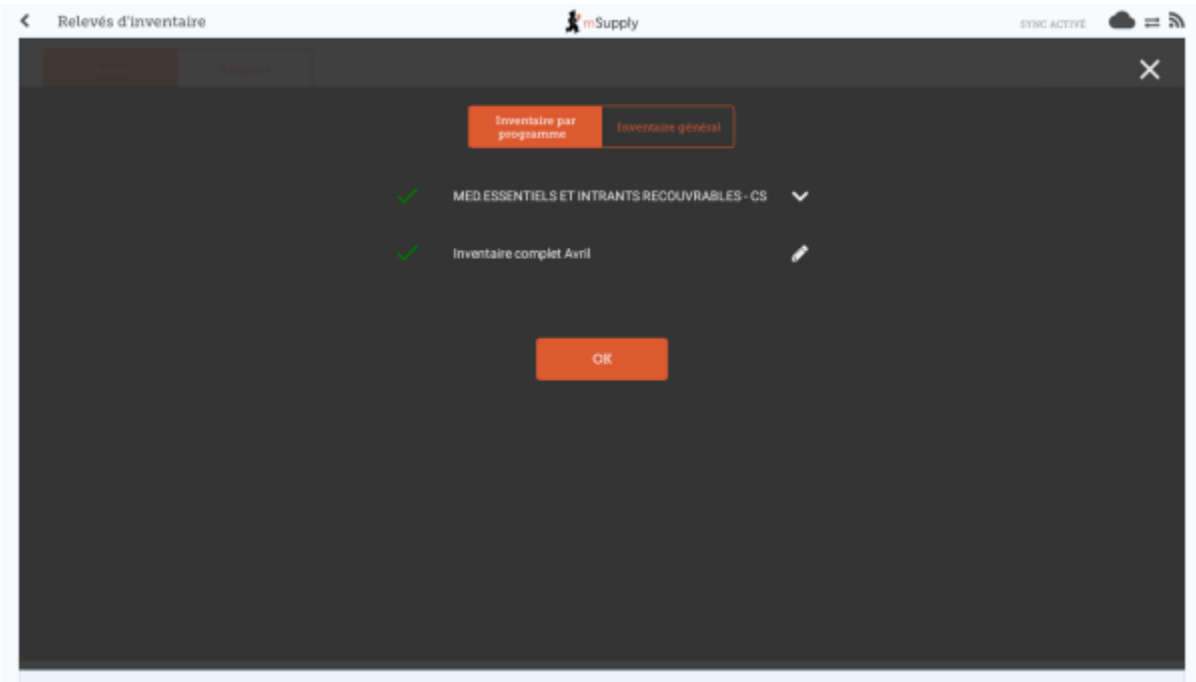 Relevés d'inventaire
mSupply
SYNC ACTIVÉ
Actuel
Inventaire par
programme
Inventaire général
MED.ESSENTIELS ET INTRANTS RECOUVRABLES - CS
Inventaire complet Avril
OK